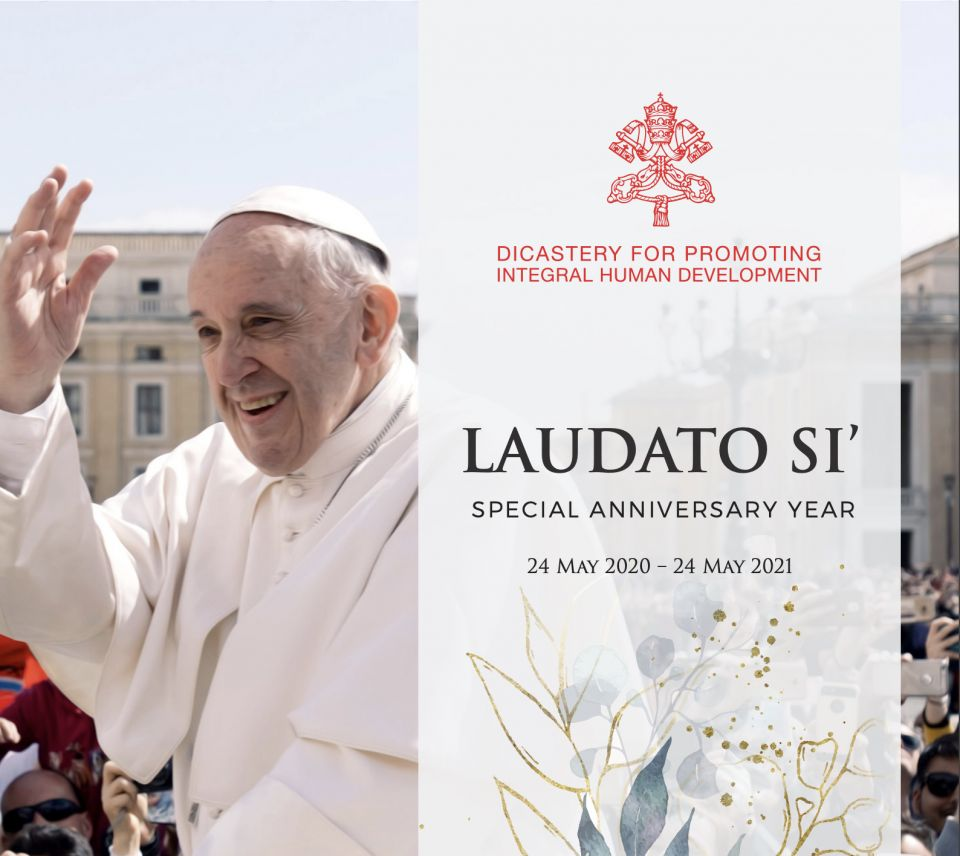 DICASTERY FOR PROMOTING
INTEGRAL HUMAN DEVELOPMENT
LAUDATO SI’
SPECIAL ANNIVERSARY YEAR
24 May 2020 – 24 May 2021